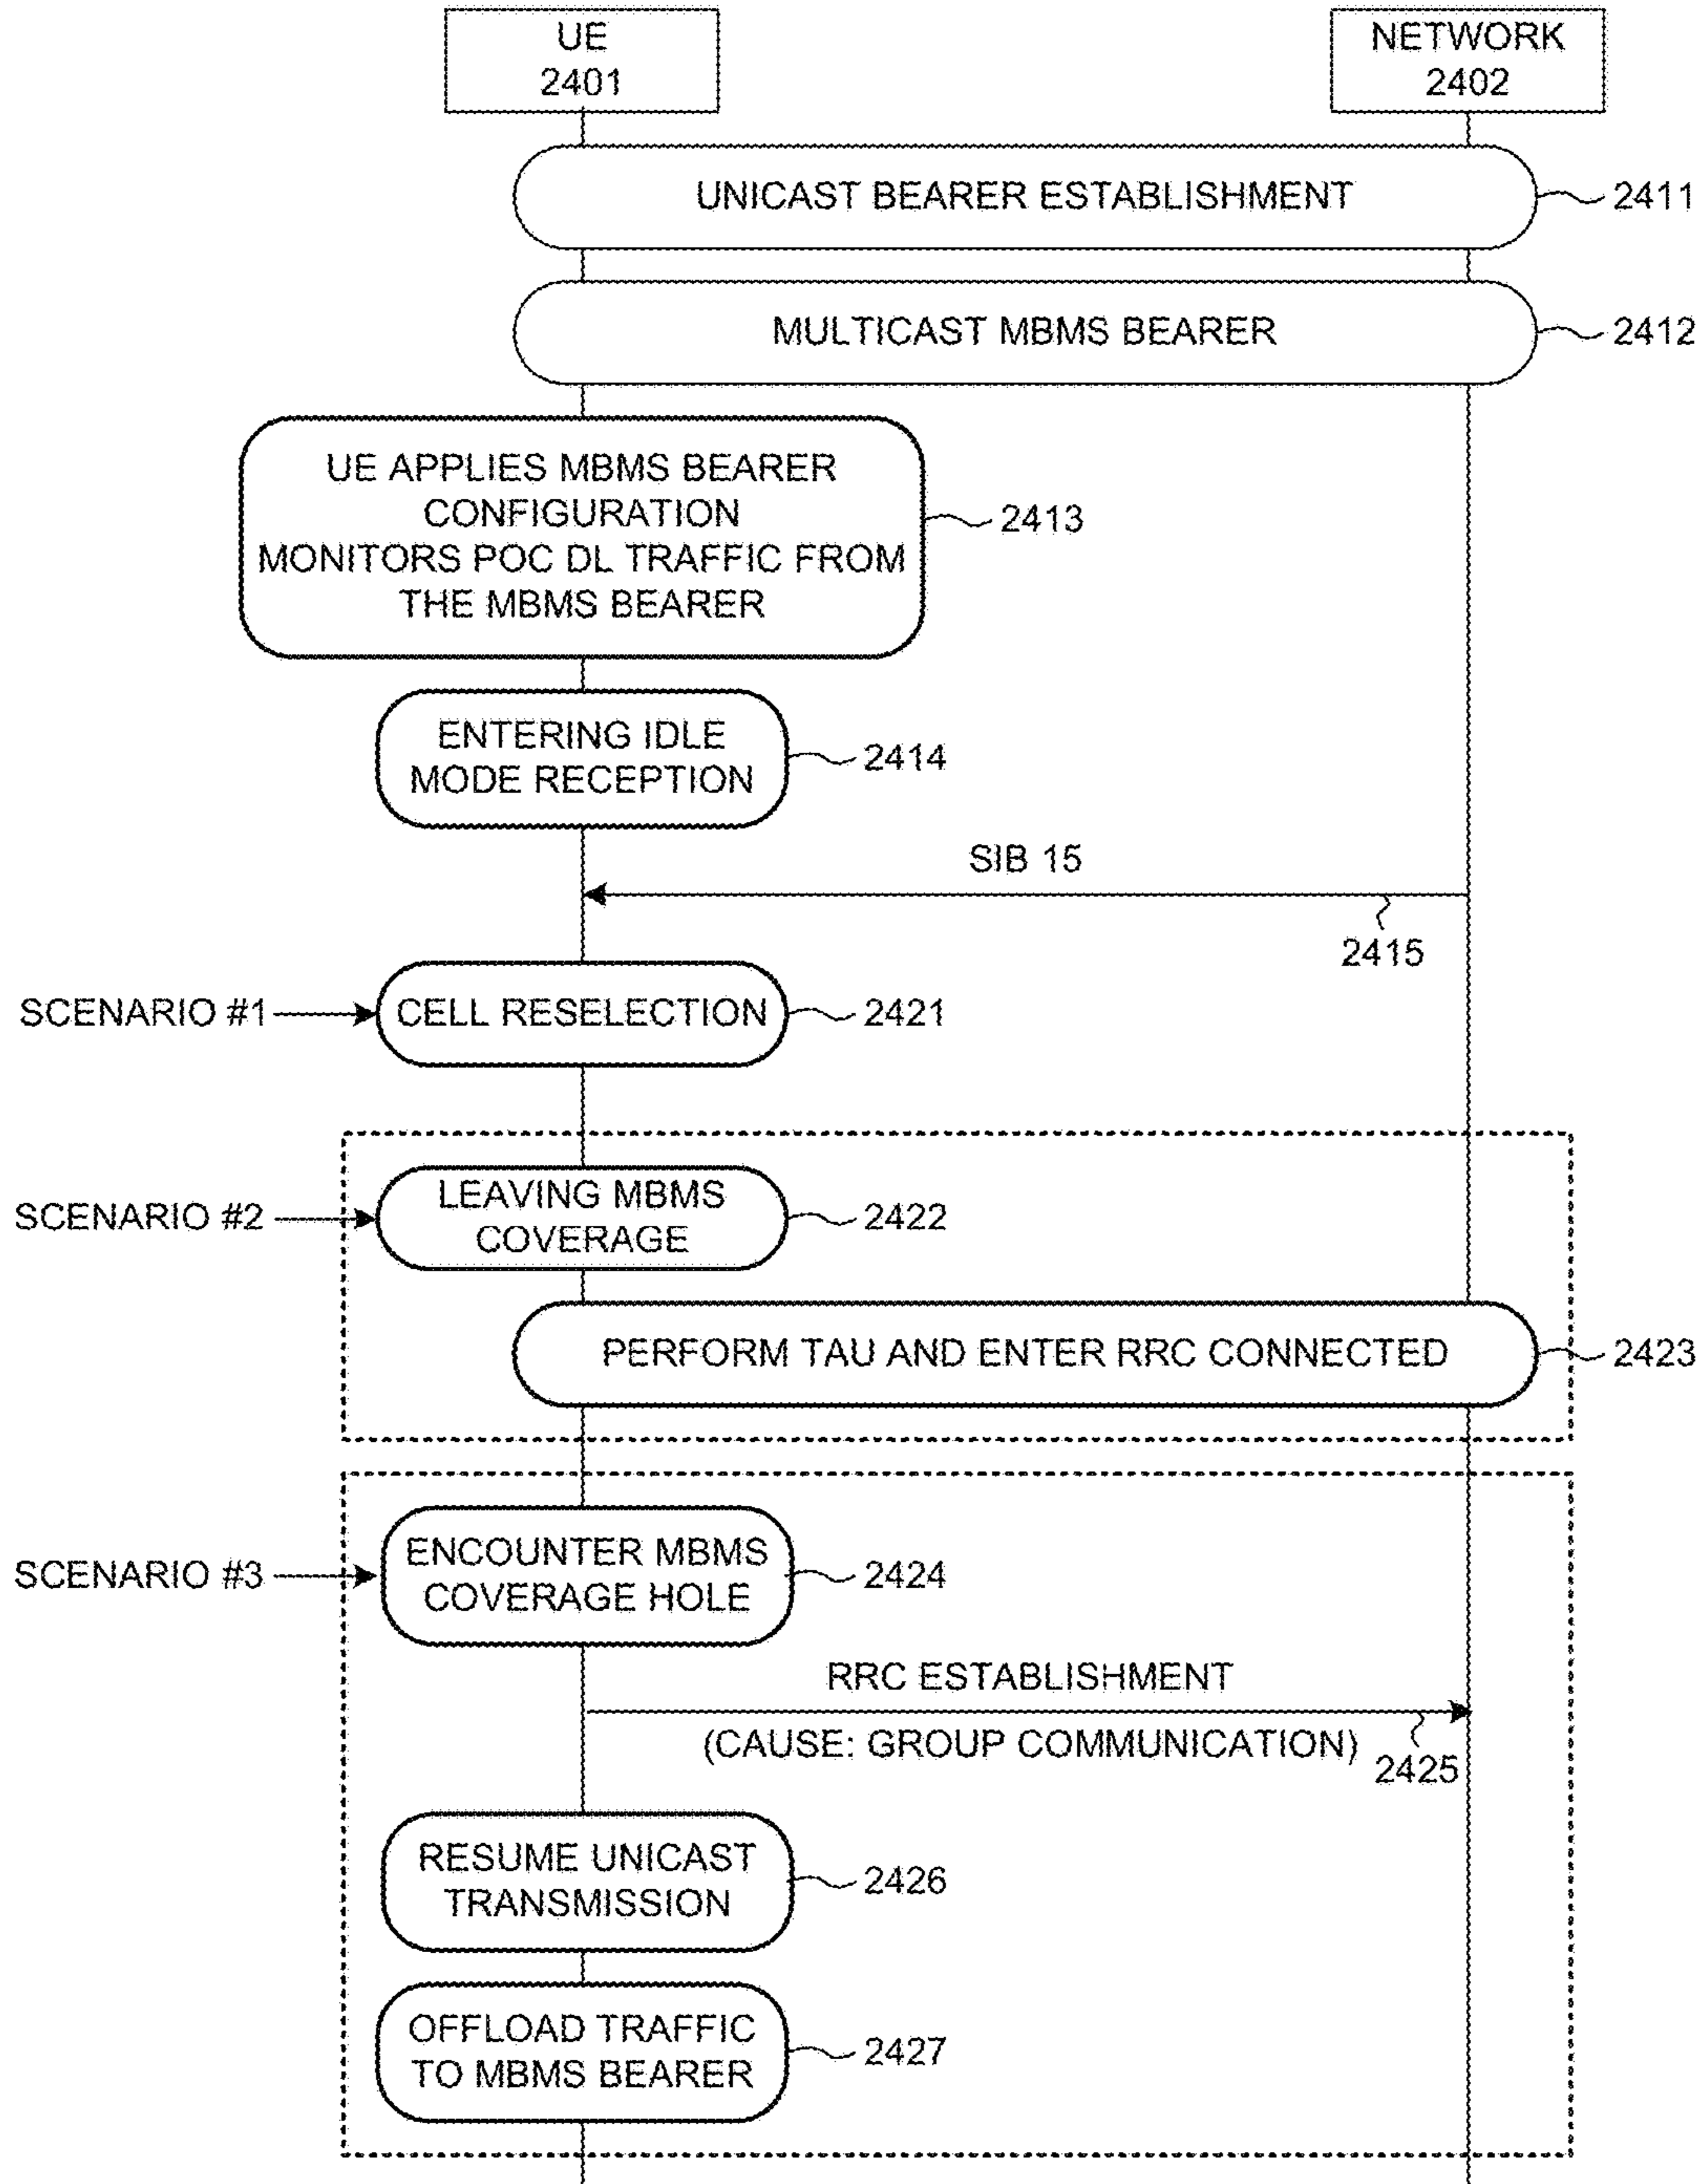 UE
2401
NETWORK
2402
UNICAST BEARER ESTABLISHMENT
2411
MULTICAST MBMS BEARER
2412
UE APPLIES MBMS BEARER
CONFIGURATION
MONITORS POC DL TRAFFIC FROM
THE MBMS BEARER
2413
ENTERING IDLE
MODE RECEPTION
2414
SIB 15
2415
SCENARIO #1
CELL RESELECTION
2421
SCENARIO #2
LEAVING MBMS
COVERAGE
2422
PERFORM TAU AND ENTER RRC CONNECTED
2423
SCENARIO #3
ENCOUNTER MBMS
COVERAGE HOLE
2424
RRC ESTABLISHMENT
(CAUSE: GROUP COMMUNICATION)
2425
RESUME UNICAST
TRANSMISSION
2426
OFFLOAD TRAFFIC
TO MBMS BEARER
2427